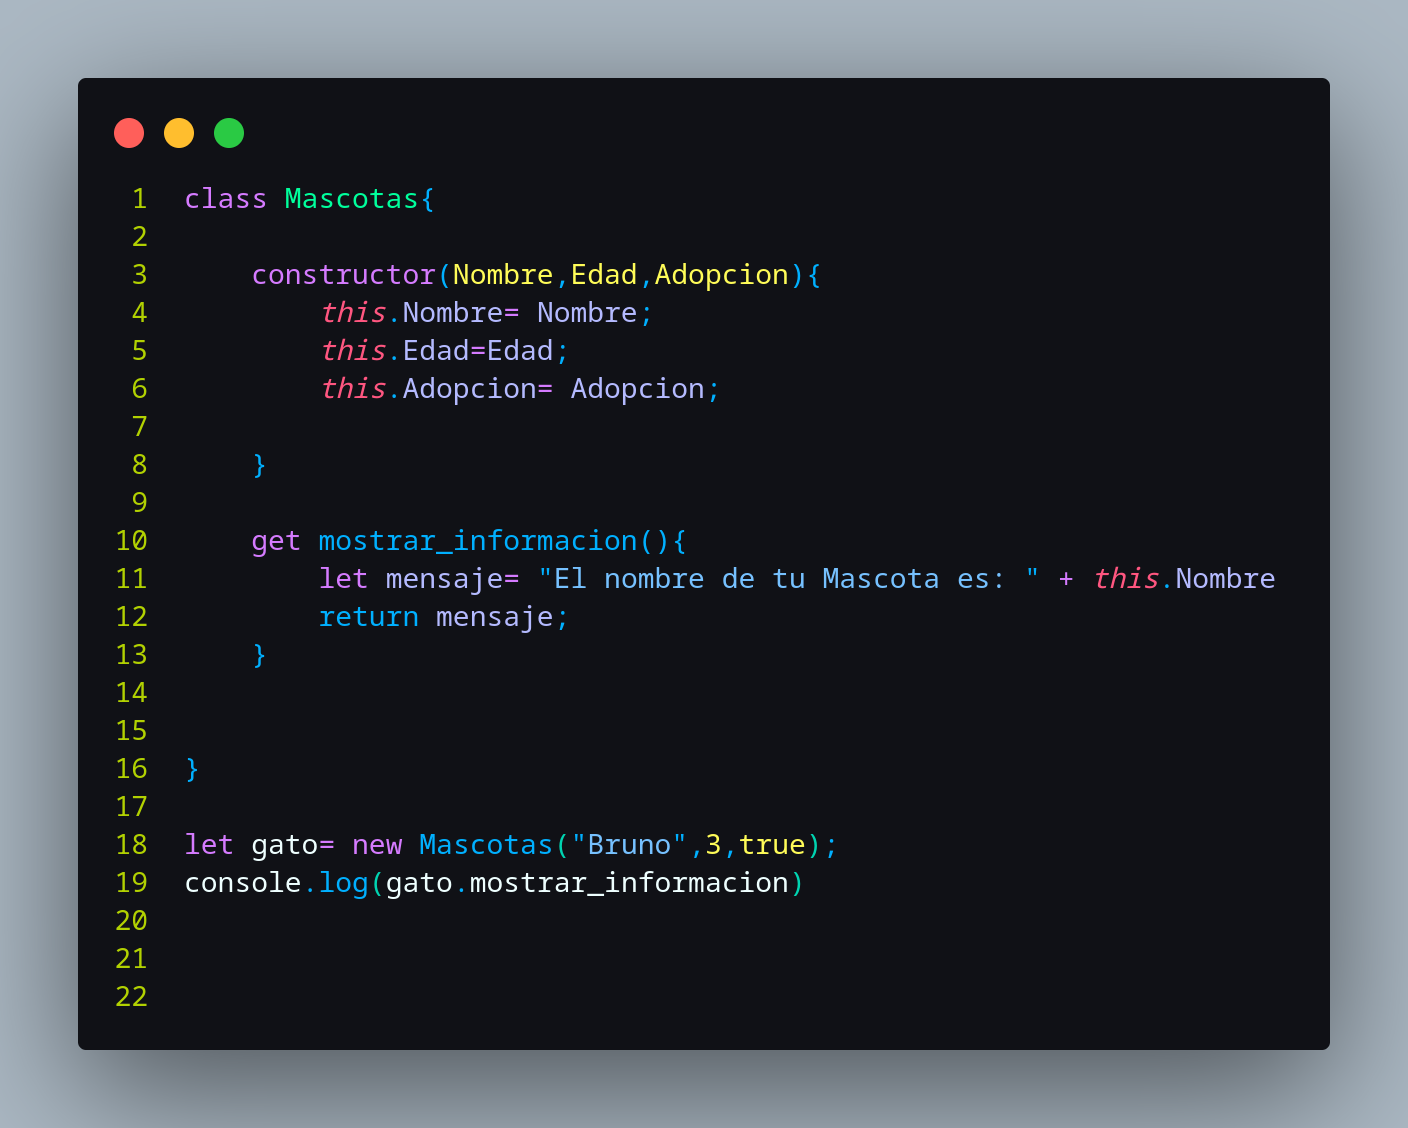 1 class Mascotas{
2
3     constructor(Nombre,Edad,Adopcion){
4         this.Nombre= Nombre;
5         this.Edad=Edad;
6         this.Adopcion= Adopcion;
7
8     }
9
10     get mostrar_informacion(){
11         let mensaje= "El nombre de tu Mascota es: " + this.Nombre
12         return mensaje;
13     }
14
15
16 }
17
18 let gato= new Mascotas("Bruno",3,true);
19 console.log(gato.mostrar_informacion)
20
21
22